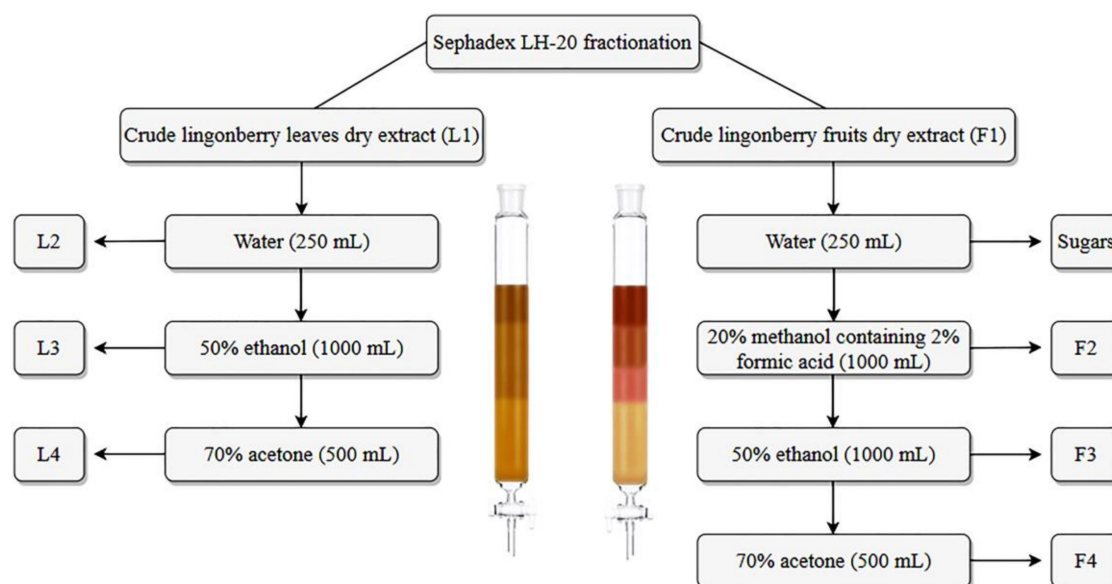 Sephadex LH-20 fractionation
Crude lingonberry leaves dry extract (L1)
Crude lingonberry fruits dry extract (F1)
L2
Water (250 mL)
Water (250 mL)
Sugars
L3
50% ethanol (1000 mL)
20% methanol containing 2%
formic acid (1000 mL)
F2
L4
70% acetone (500 mL)
50% ethanol (1000 mL)
F3
70% acetone (500 mL)
F4